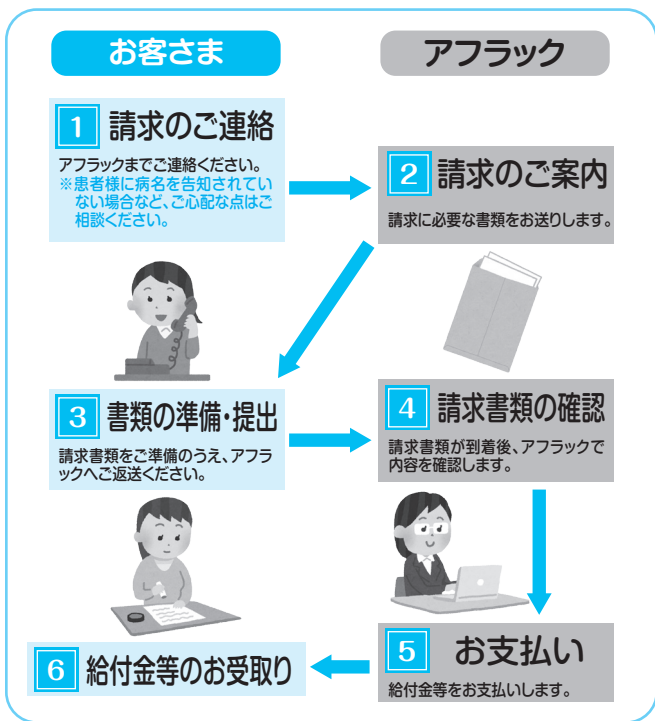 お客さま
アフラック
1 請求のご連絡
アフラックまでご連絡ください。
※患者様に病名を告知されてい
ない場合など、ご心配な点はご
相談ください。
2 請求のご案内
請求に必要な書類をお送りします。
3 書類の準備・提出
請求書類をご準備のうえ、アフラ
ックへご返送ください。
4 請求書類の確認
請求書類が到着後、アフラックで
内容を確認します。
5 お支払い
給付金等をお支払いします。
6 給付金等のお受取り